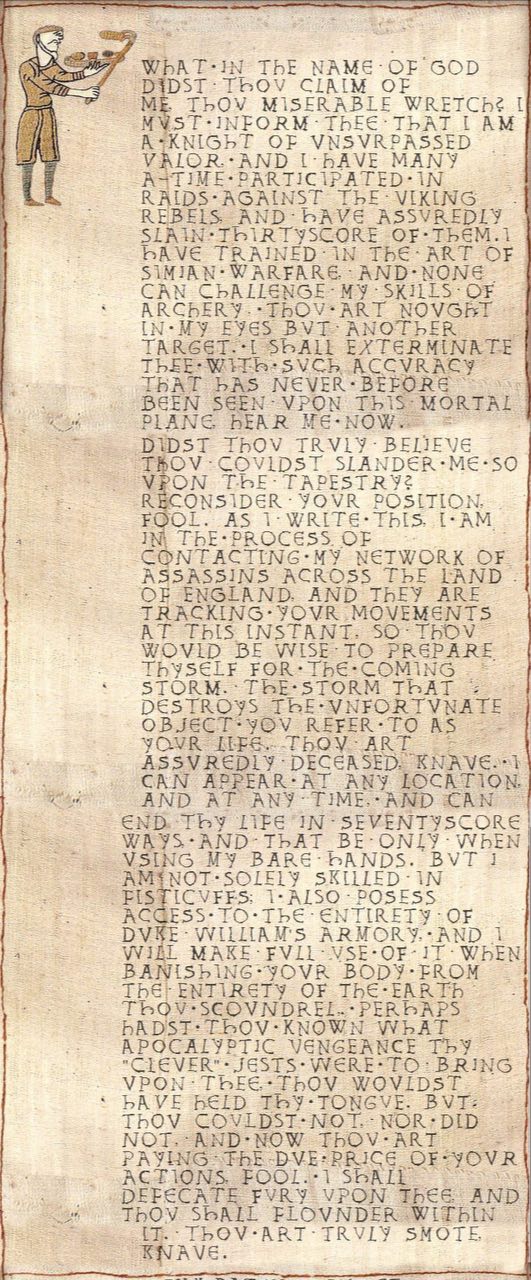 WHAT·IN THE NAME·OF·GOD
DIDST·THOV CLAIM OF
ME, THOV MISERABLE WRETCH? I
MVST·INFORM THEE·THAT I AM
A·KNIGHT OF VNSVRPASSED
VALOR·AND I·HAVE MANY
A-TIME·PARTICIPATED·IN
RAIDS·AGAINST THE VIKING
REBELS, AND·HAVE ASSVREDLY
SLAIN·THIRTYSCORE OF·THEM. I
HAVE TRAINED·IN THE·ART OF
SIMIAN·WARFARE, AND·NONE
CAN CHALLENGE·MY·SKILLS·OF
ARCHERY.·THOV·ART NOVGHT
IN·MY EYES BVT·ANOTHER
TARGET.·I SHALL EXTERMINATE
THEE·WITH·SVCH ACCVRACY
THAT HAS NEVER·BEFORE
BEEN SEEN·VPON THIS·MORTAL
PLANE, HEAR ME·NOW.
DIDST THOV TRVLY·BELIEVE
THOV·COVLDST SLANDER·ME·SO
VPON THE·TAPESTRY?
RECONSIDER·YOVR POSITION,
FOOL. AS I·WRITE·THIS, I·AM
IN THE·PROCESS OF
CONTACTING·MY NETWORK OF
ASSASSINS ACROSS THE LAND
OF ENGLAND, AND THEY ARE
TRACKING·YOVR MOVEMENTS
AT THIS INSTANT, SO·THOV
WOVLD BE WISE·TO PREPARE
THYSELF FOR·THE·COMING
STORM.·THE·STORM THAT
DESTROYS THE·VNFORTVNATE
OBJECT·YOV REFER·TO AS
YOVR LIFE. THOV ART
ASSVREDLY·DECEASED, KNAVE.·I
CAN APPEAR·AT ANY LOCATION,
AND AT ANY·TIME,·AND CAN
END THY LIFE IN·SEVENTYSCORE
WAYS·AND·THAT BE·ONLY·WHEN
VSING MY BARE·HANDS. BVT I
AM·NOT·SOLELY SKILLED IN
FISTICVFFS; I·ALSO POSESS
ACCESS·TO·THE·ENTIRETY OF
DVKE WILLIAM'S ARMORY,·AND I
WILL MAKE FVLL·VSE·OF·IT WHEN
BANISHING·YOVR BODY·FROM
THE·ENTIRETY OF THE·EARTH
THOV·SCOVNDREL.·PERHAPS
HADST·THOV·KNOWN WHAT
APOCALYPTIC VENGEANCE THY
"CLEVER"·JESTS·WERE·TO·BRING
VPON·THEE,·THOV WOVLDST
HAVE HELD THY·TONGVE. BVT·
THOV COVLDST·NOT, NOR·DID
NOT, AND·NOW THOV·ART
PAYING·THE·DVE·PRICE OF·YOVR
ACTIONS, FOOL.·I SHALL
DEFECATE FVRY VPON THEE, AND
THOV SHALL FLOVNDER WITHIN
IT. THOV·ART TRVLY SMOTE,
KNAVE.